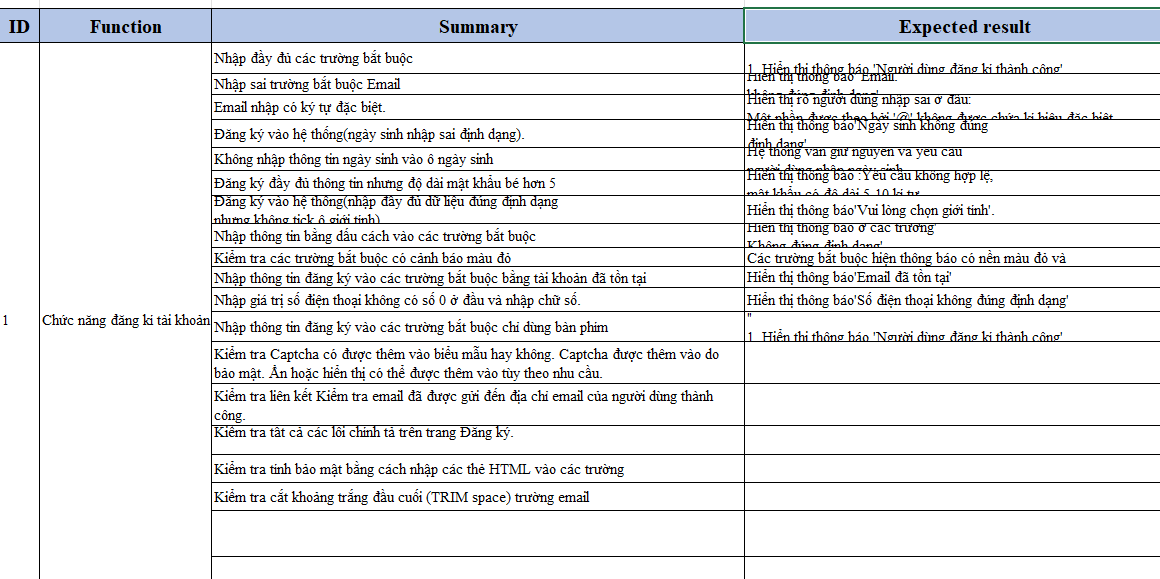 ID Function Summary Expected result
Nhập đầy đủ các trường bắt buộc
1. Hiển thị thông báo 'Người dùng đăng kí thành công'
Nhập sai trường bắt buộc Email
Hiển thị thông báo 'Email.
không đúng định dạng'
Email nhập có ký tự đặc biệt.
Hiển thị rõ người dùng nhập sai ở đâu:
Một phần được theo bởi '@' không được chứa kí hiệu đặc biệt
Đăng ký vào hệ thống(ngày sinh nhập sai định dạng).
Hiển thị thông báo'Ngày sinh không đúng
định dạng'
Không nhập thông tin ngày sinh vào ô ngày sinh
Hệ thống vẫn giữ nguyên và yêu cầu
người dùng nhập ngày sinh
Đăng ký đầy đủ thông tin nhưng độ dài mật khẩu bé hơn 5
Hiển thị thông báo :Yêu cầu không hợp lệ,
mật khẩu có độ dài 5-10 kí tự
Đăng ký vào hệ thống(nhập đầy đủ dữ liệu đúng định dạng
nhưng không tick ô giới tính)
Hiển thị thông báo'Vui lòng chọn giới tính'.
Nhập thông tin bằng dấu cách vào các trường bắt buộc
Hiển thị thông báo ở các trường'
Không đúng định dạng'
Kiểm tra các trường bắt buộc có cảnh báo màu đỏ
Các trường bắt buộc hiện thông báo có nền màu đỏ và
Nhập thông tin đăng ký vào các trường bắt buộc bằng tài khoản đã tồn tại
Hiển thị thông báo'Email đã tồn tại'
Nhập giá trị số điện thoại không có số 0 ở đầu và nhập chữ số.
Hiển thị thông báo'Số điện thoại không đúng định dạng'
1 Chức năng đăng kí tài khoản
Nhập thông tin đăng ký vào các trường bắt buộc chỉ dùng bàn phím
"
1. Hiển thị thông báo 'Người dùng đăng kí thành công'
Kiểm tra Captcha có được thêm vào biểu mẫu hay không. Captcha được thêm vào do
bảo mật. Ẩn hoặc hiển thị có thể được thêm vào tùy theo nhu cầu.
Kiểm tra liên kết Kiểm tra email đã được gửi đến địa chỉ email của người dùng thành
công.
Kiểm tra tất cả các lỗi chính tả trên trang Đăng ký.
Kiểm tra tính bảo mật bằng cách nhập các thẻ HTML vào các trường
Kiểm tra cắt khoảng trắng đầu cuối (TRIM space) trường email